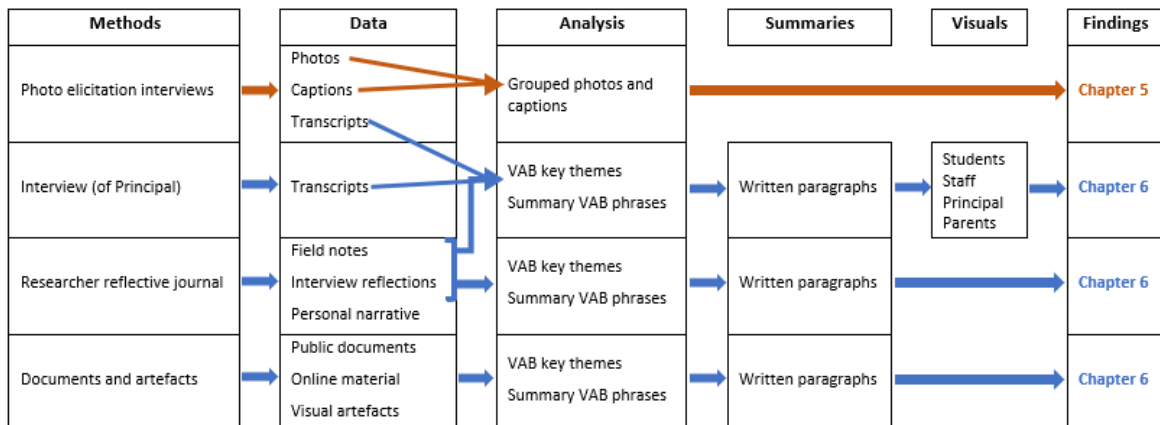 Methods
Data
Analysis
Summaries
Visuals
Findings
Photo elicitation interviews
Photos
Captions
Transcripts
Grouped photos and
captions
Chapter 5
Interview (of Principal)
Transcripts
VAB key themes
Summary VAB phrases
Written paragraphs
Students
Staff
Principal
Parents
Chapter 6
Researcher reflective journal
Field notes
Interview reflections
Personal narrative
VAB key themes
Summary VAB phrases
Written paragraphs
Chapter 6
Documents and artefacts
Public documents
Online material
Visual artefacts
VAB key themes
Summary VAB phrases
Written paragraphs
Chapter 6